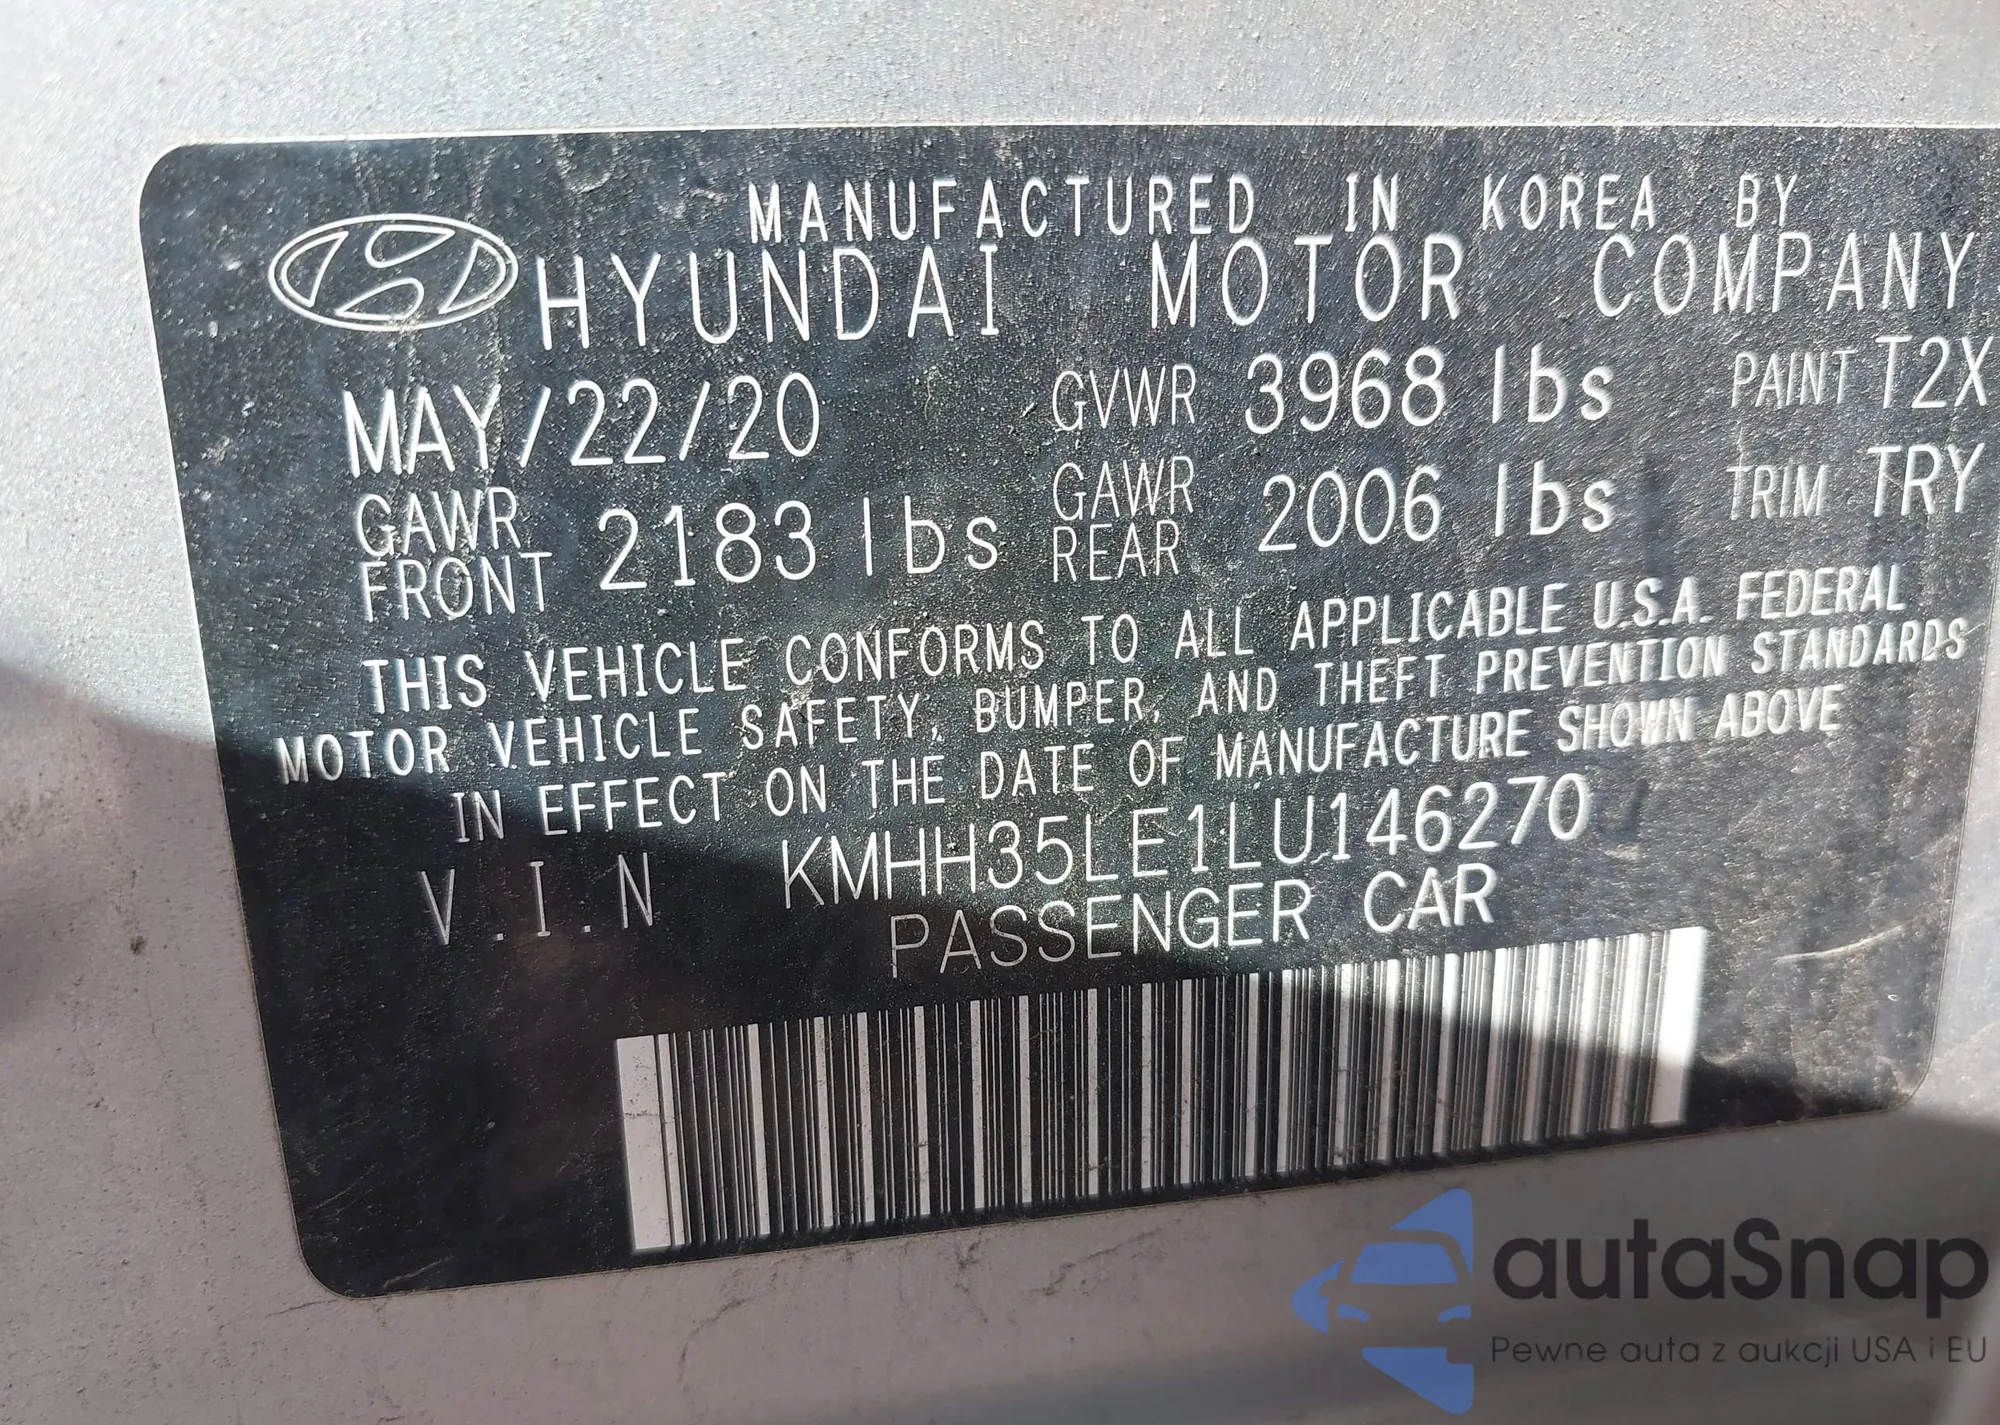 MANUFACTURED IN KOREA BY
HYUNDAI MOTOR COMPANY
MAY/22/20 GVWR 3968 lbs PAINT T2X
GAWR FRONT 2183 lbs GAWR REAR 2006 lbs TRIM TRY
THIS VEHICLE CONFORMS TO ALL APPLICABLE U.S.A. FEDERAL
MOTOR VEHICLE SAFETY, BUMPER, AND THEFT PREVENTION STANDARDS
IN EFFECT ON THE DATE OF MANUFACTURE SHOWN ABOVE
V.I.N KMHH35LE1LU146270
PASSENGER CAR
autaSnap
Pewne auta z aukcji USA i EU